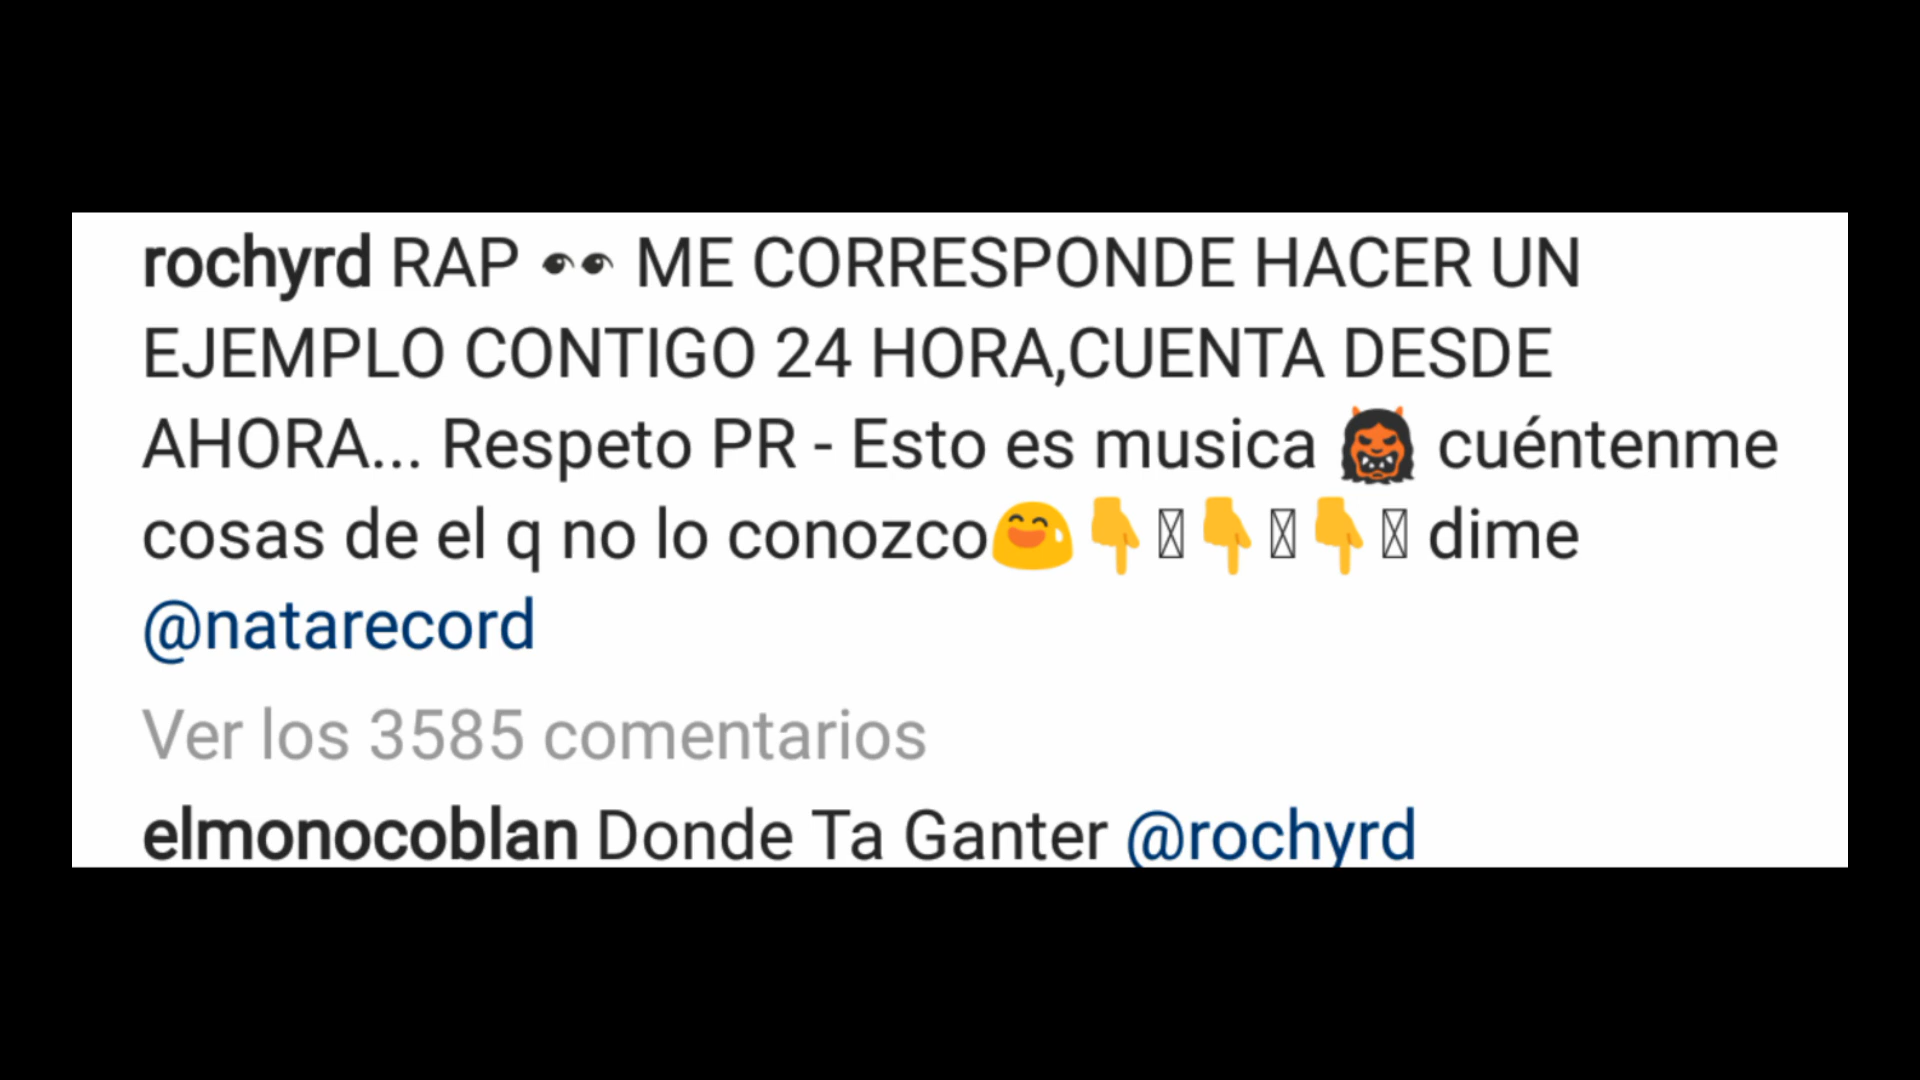 rochyrd RAP 👀 ME CORRESPONDE HACER UN
EJEMPLO CONTIGO 24 HORA,CUENTA DESDE
AHORA... Respeto PR - Esto es musica 👹 cuéntenme
cosas de el q no lo conozco😅👇👇👇 dime
@natarecord
Ver los 3585 comentarios
elmonocoblan Donde Ta Ganter @rochyrd